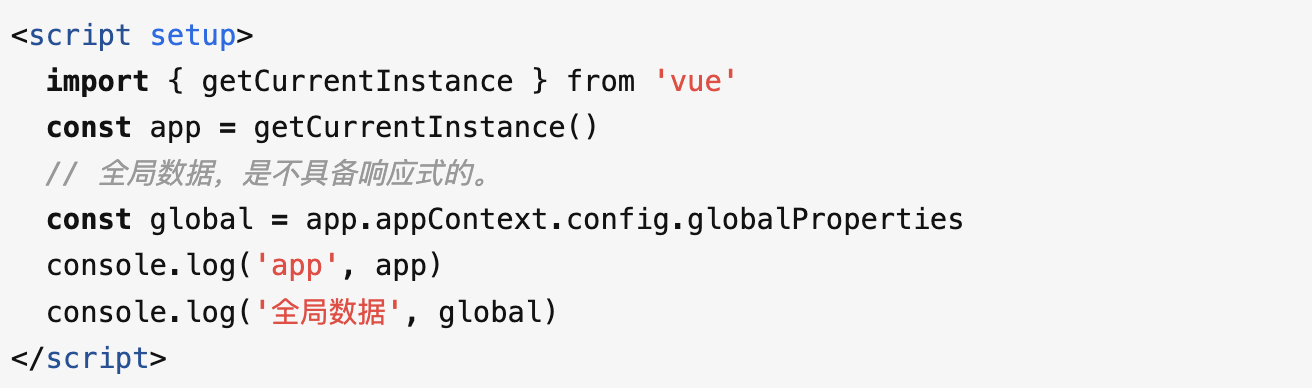 <script setup>
  import { getCurrentInstance } from 'vue'
  const app = getCurrentInstance()
  // 全局数据，是不具备响应式的。
  const global = app.appContext.config.globalProperties
  console.log('app', app)
  console.log('全局数据', global)
</script>